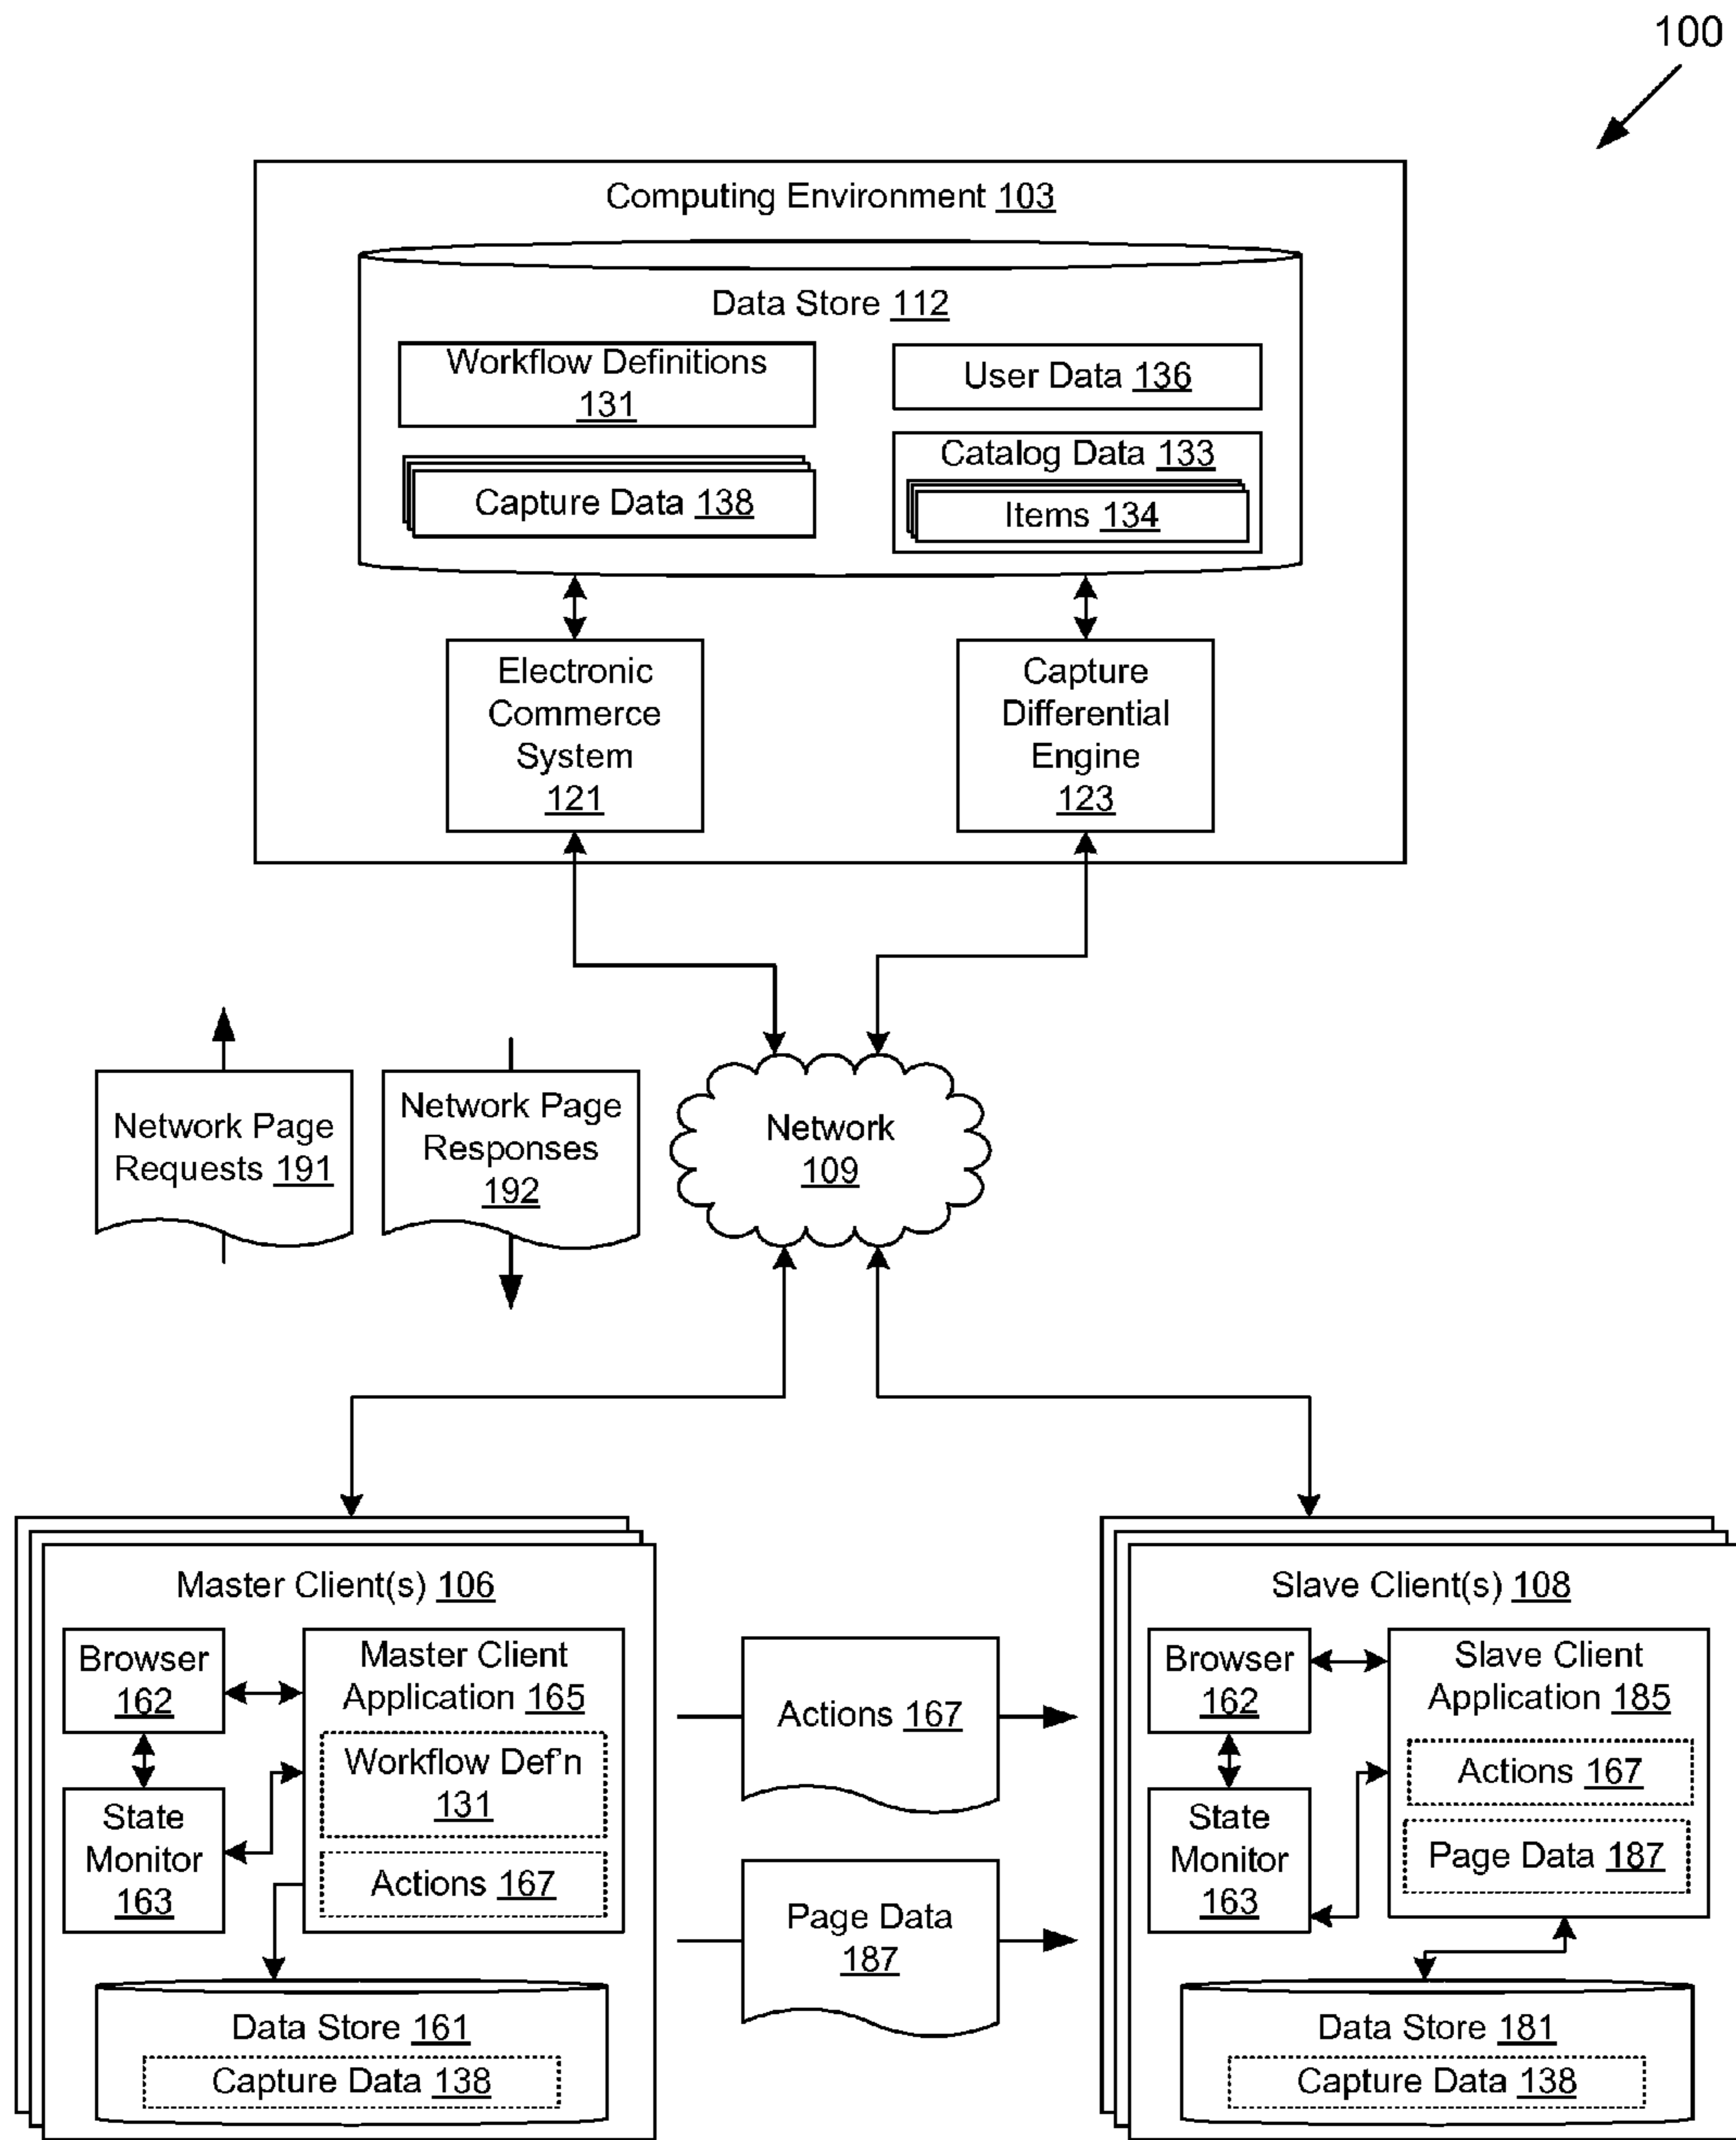 100
Computing Environment 103
Data Store 112
Workflow Definitions
131
User Data 136
Capture Data 138
Catalog Data 133
Items 134
Electronic
Commerce
System
121
Capture
Differential
Engine
123
Network Page
Requests 191
Network Page
Responses
192
Network
109
Master Client(s) 106
Browser
162
Master Client
Application 165
Workflow Def'n
131
State
Monitor
163
Actions 167
Data Store 161
Capture Data 138
Actions 167
Page Data
187
Slave Client(s) 108
Browser
162
Slave Client
Application 185
Actions 167
State
Monitor
163
Page Data 187
Data Store 181
Capture Data 138